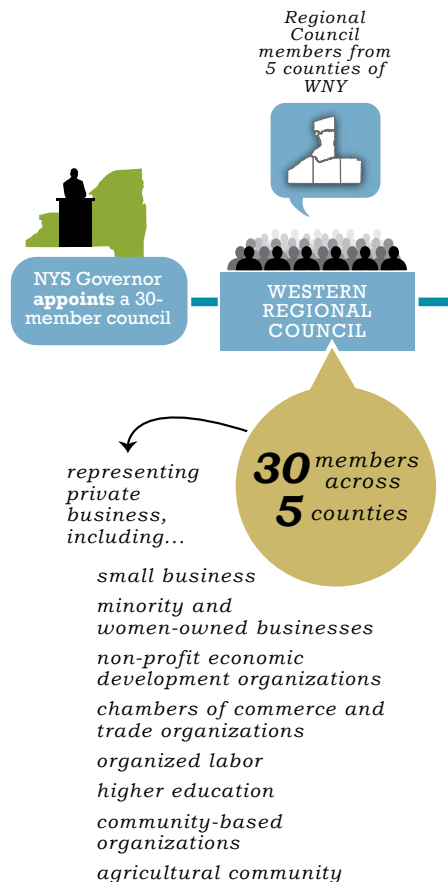 Regional
Council
members from
5 counties of
WNY
NYS Governor
appoints a 30-
member council
WESTERN
REGIONAL
COUNCIL
30 members
across
5 counties
representing
private
business,
including...
small business
minority and
women-owned businesses
non-profit economic
development organizations
chambers of commerce and
trade organizations
organized labor
higher education
community-based
organizations
agricultural community